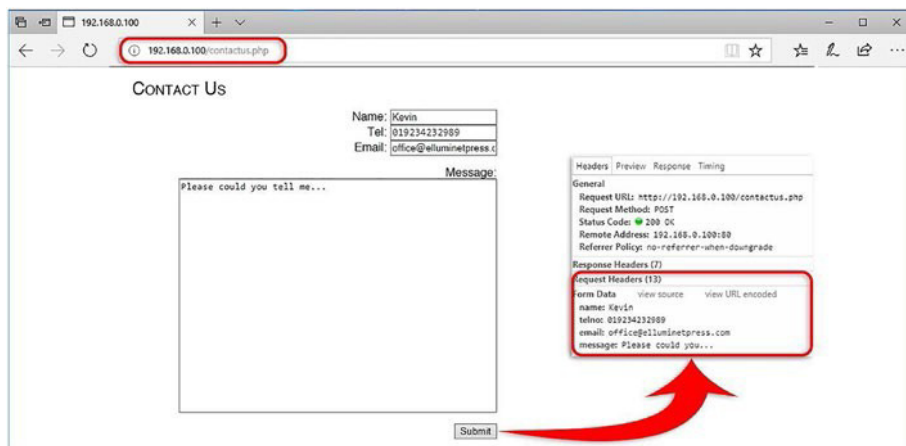 192.168.0.100
192.168.0.100/contactus.php
CONTACT US
Name: Kevin
Tel: 019234232989
Email: office@elluminetpress.c
Message:
Please could you tell me...
Submit
Headers Preview Response Timing
General
Request URL: http://192.168.0.100/contactus.php
Request Method: POST
Status Code: 200 OK
Remote Address: 192.168.0.100:80
Referrer Policy: no-referrer-when-downgrade
Response Headers (7)
Request Headers (13)
Form Data view source view URL encoded
name: Kevin
telno: 019234232989
email: office@elluminetpress.com
message: Please could you...